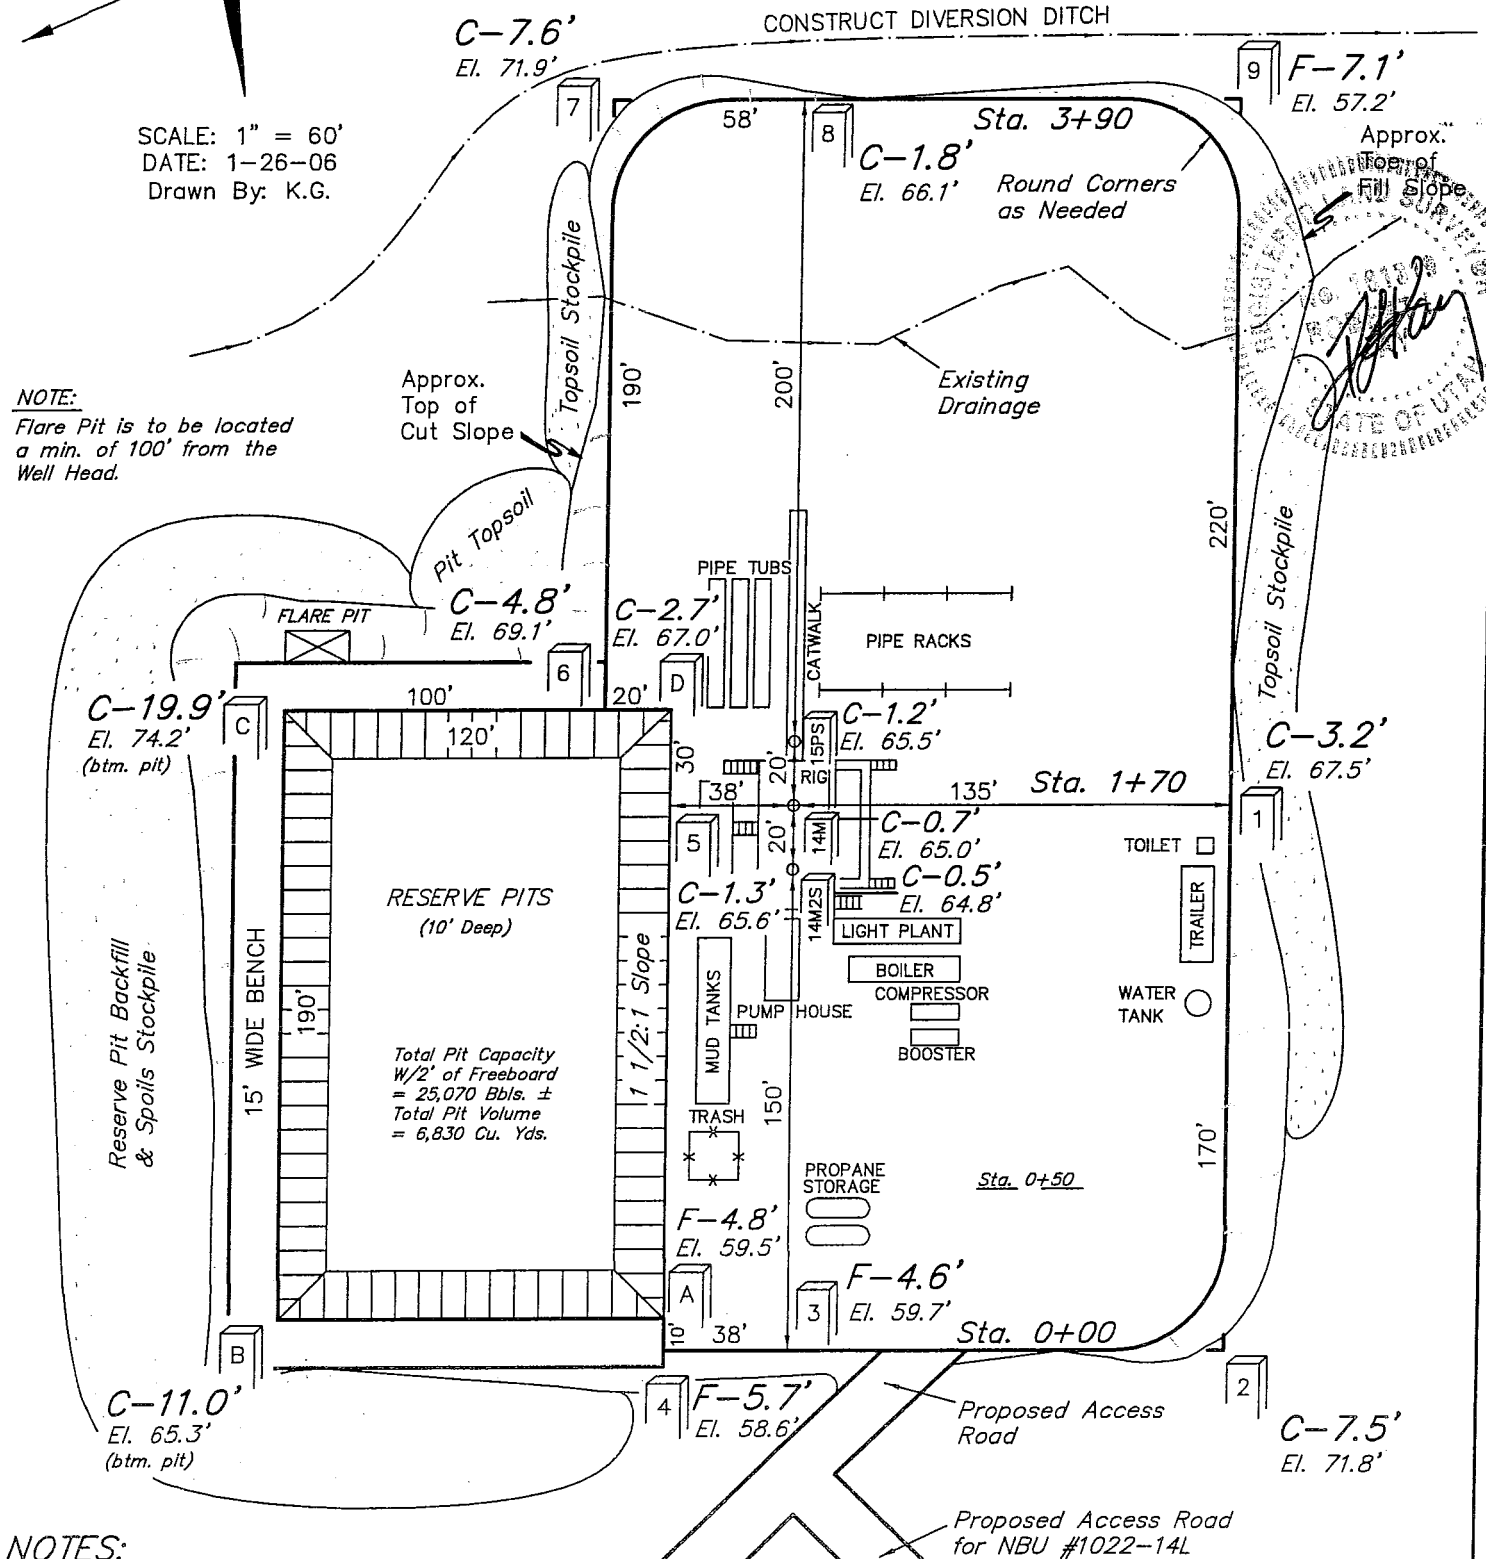 CONSTRUCT DIVERSION DITCH
C-7.6'
El. 71.9'
7
9
F-7.1'
El. 57.2'
SCALE: 1" = 60'
DATE: 1-26-06
Drawn By: K.G.
58'
8
Sta. 3+90
C-1.8'
El. 66.1'
Round Corners
as Needed
Approx.
Toe of
Fill Slope
REGISTERED LAND SURVEYOR
STATE OF UTAH
Topsoil Stockpile
190'
200'
Existing
Drainage
Approx.
Top of
Cut Slope
NOTE:
Flare Pit is to be located
a min. of 100' from the
Well Head.
Pit Topsoil
220'
Topsoil Stockpile
PIPE TUBS
CATWALK
PIPE RACKS
FLARE PIT
C-4.8'
El. 69.1'
C-2.7'
El. 67.0'
6
D
C-19.9'
El. 74.2'
(btm. pit)
C
100'
20'
120'
30'
15PS
C-1.2'
El. 65.5'
C-3.2'
El. 67.5'
RIG
20'
38'
135'
Sta. 1+70
1
5
20'
14M
C-0.7'
El. 65.0'
TOILET
C-1.3'
El. 65.6'
14M2S
C-0.5'
El. 64.8'
RESERVE PITS
(10' Deep)
LIGHT PLANT
BOILER
COMPRESSOR
BOOSTER
TRAILER
WATER
TANK
MUD TANKS
PUMP HOUSE
1 1/2:1 Slope
15' WIDE BENCH
190'
Reserve Pit Backfill
& Spoils Stockpile
Total Pit Capacity
W/2' of Freeboard
= 25,070 Bbls. ±
Total Pit Volume
= 6,830 Cu. Yds.
TRASH
150'
170'
PROPANE
STORAGE
Sta. 0+50
F-4.8'
El. 59.5'
A
3
F-4.6'
El. 59.7'
10'
38'
Sta. 0+00
B
C-11.0'
El. 65.3'
(btm. pit)
4
F-5.7'
El. 58.6'
Proposed Access
Road
2
C-7.5'
El. 71.8'
NOTES:
Proposed Access Road
for NBU #1022-14L